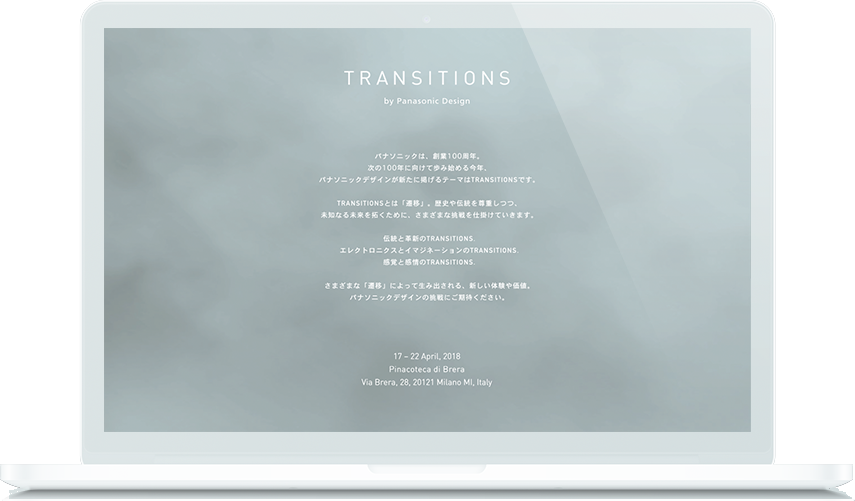 TRANSITIONS
by Panasonic Design
パナソニックは、創業100周年。
次の100年に向けて歩み始める今年、
パナソニックデザインが新たに掲げるテーマはTRANSITIONSです。
TRANSITIONSとは「遷移」。歴史や伝統を尊重しつつ、
未知なる未来を拓くために、さまざまな挑戦を仕掛けていきます。
伝統と革新のTRANSITIONS.
エレクトロニクスとイマジネーションのTRANSITIONS.
感覚と感情のTRANSITIONS.
さまざまな「遷移」によって生み出される、新しい体験や価値。
パナソニックデザインの挑戦にご期待ください。
17 – 22 April, 2018
Pinacoteca di Brera
Via Brera, 28, 20121 Milano MI, Italy